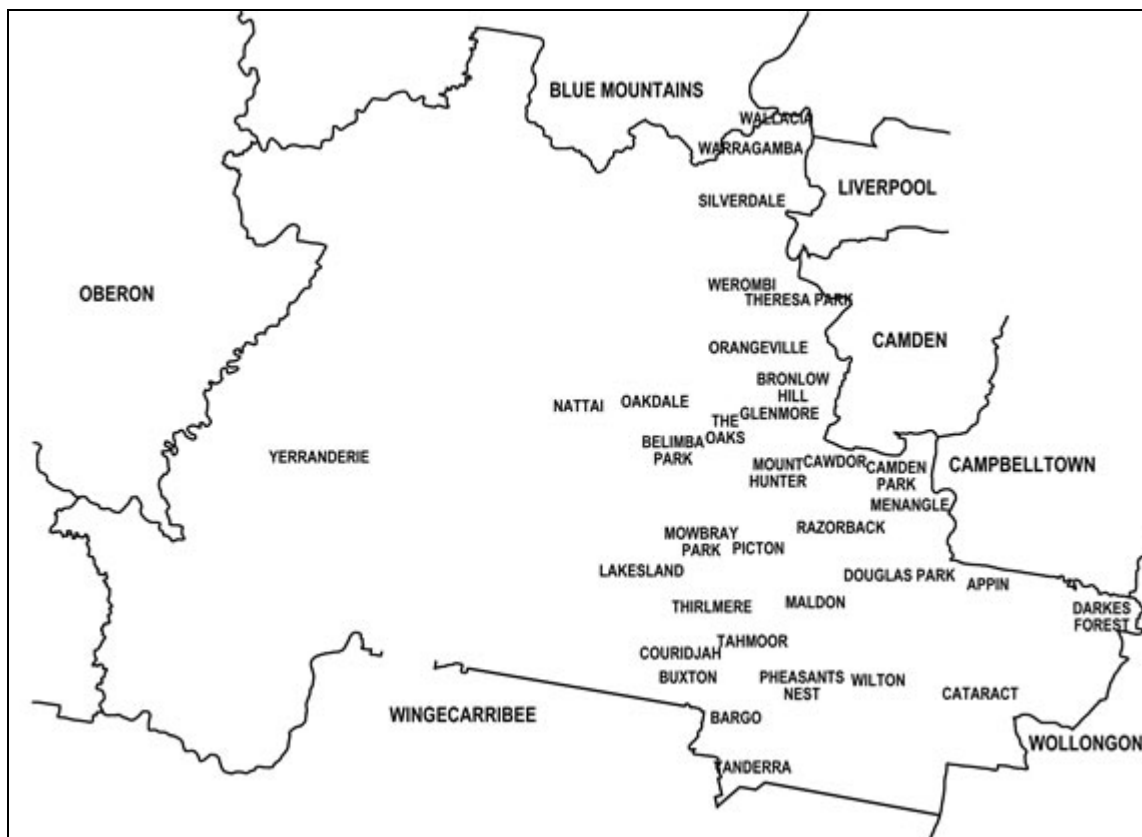 BLUE MOUNTAINS
WALLACIA
WARRAGAMBA
LIVERPOOL
SILVERDALE
OBERON
WEROMBI
THERESA PARK
CAMDEN
ORANGEVILLE
BRONLOW
HILL
NATTAI
OAKDALE
GLENMORE
THE
OAKS
BELIMBA
PARK
YERRANDERIE
MOUNT
HUNTER
CAWDOR
CAMDEN
PARK
CAMPBELLTOWN
MENANGLE
RAZORBACK
MOWBRAY
PARK
PICTON
LAKESLAND
DOUGLAS PARK
APPIN
THIRLMERE
MALDON
DARKES
FOREST
TAHMOOR
COURIDJAH
BUXTON
PHEASANTS
NEST
WILTON
CATARACT
WINGECARRIBEE
BARGO
WOLLONGON
YANDERRA